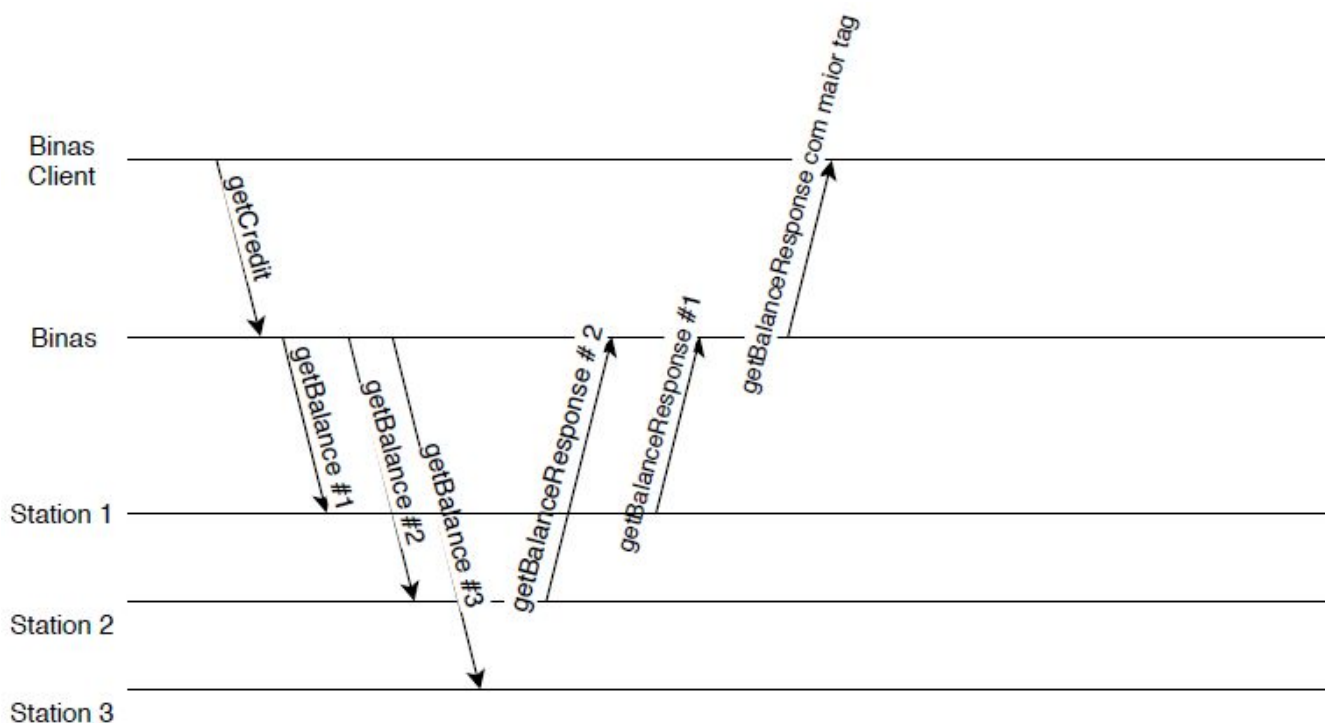 Binas
Client
getCredit
getBalanceResponse com maior tag
Binas
getBalance #1
getBalance #2
getBalance #3
getBalanceResponse # 2
getBalanceResponse #1
Station 1
Station 2
Station 3